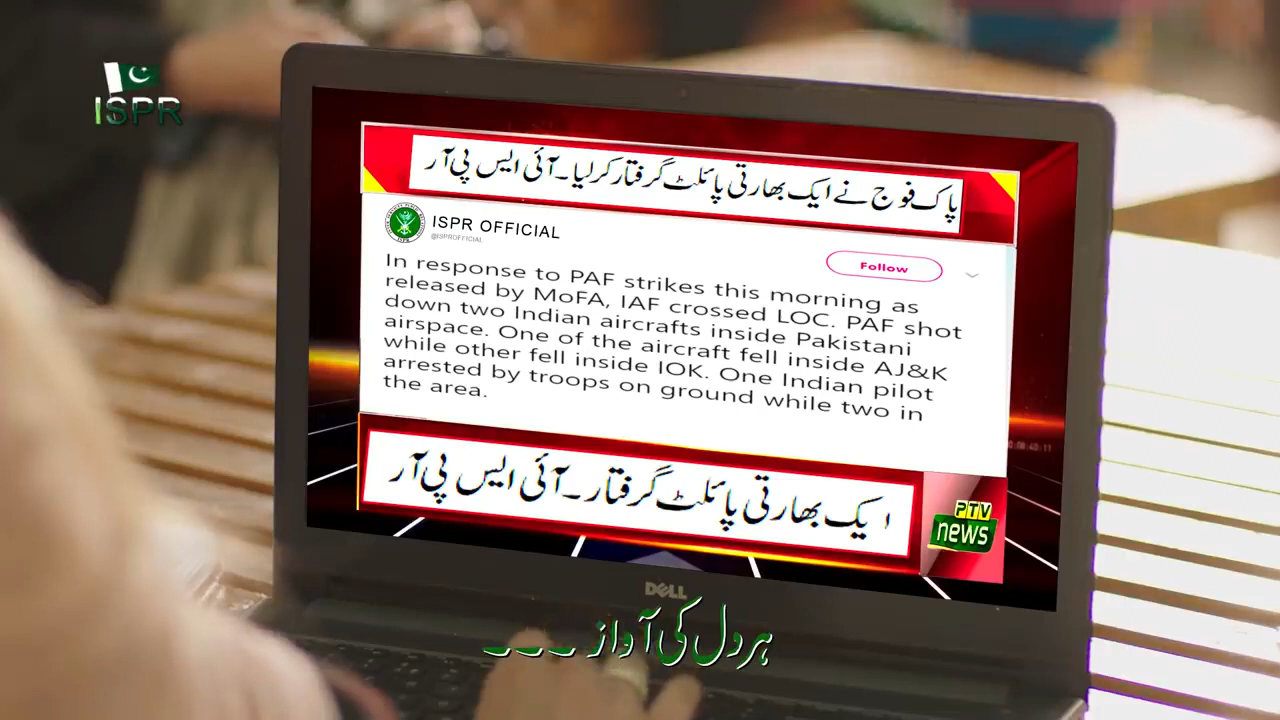 ISPR
پاک فوج نے ایک بھارتی پائلٹ گرفتار کرلیا۔آئی ایس پی آر
ISPR OFFICIAL
@ISPROFFICIAL
Follow
In response to PAF strikes this morning as
released by MoFA, IAF crossed LOC. PAF shot
down two Indian aircrafts inside Pakistani
airspace. One of the aircraft fell inside AJ&K
while other fell inside IOK. One Indian pilot
arrested by troops on ground while two in
the area.
ایک بھارتی پائلٹ گرفتار۔آئی ایس پی آر
PTV
news
DELL
ہر دل کی آواز ۔۔۔